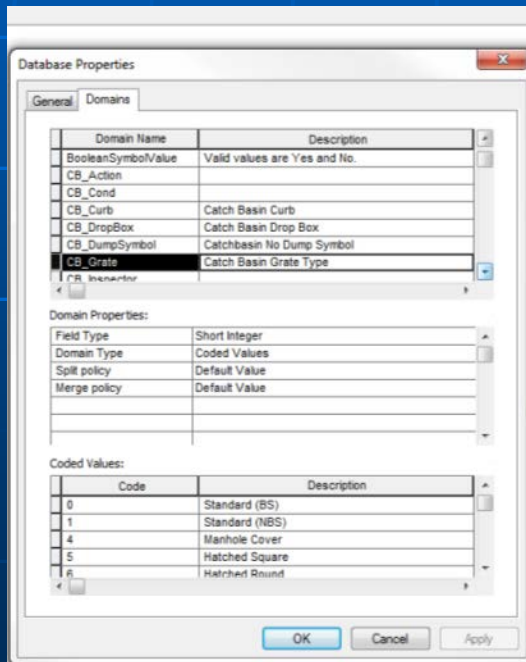 Database Properties
General Domains
Domain Name Description
BooleanSymbolValue Valid values are Yes and No.
CB_Action
CB_Cond
CB_Curb Catch Basin Curb
CB_DropBox Catch Basin Drop Box
CB_DumpSymbol Catchbasin No Dump Symbol
CB_Grate Catch Basin Grate Type
CB_Inspector
Domain Properties:
Field Type Short Integer
Domain Type Coded Values
Split policy Default Value
Merge policy Default Value
Coded Values:
Code Description
0 Standard (BS)
1 Standard (NBS)
4 Manhole Cover
5 Hatched Square
6 Hatched Round
OK Cancel Apply